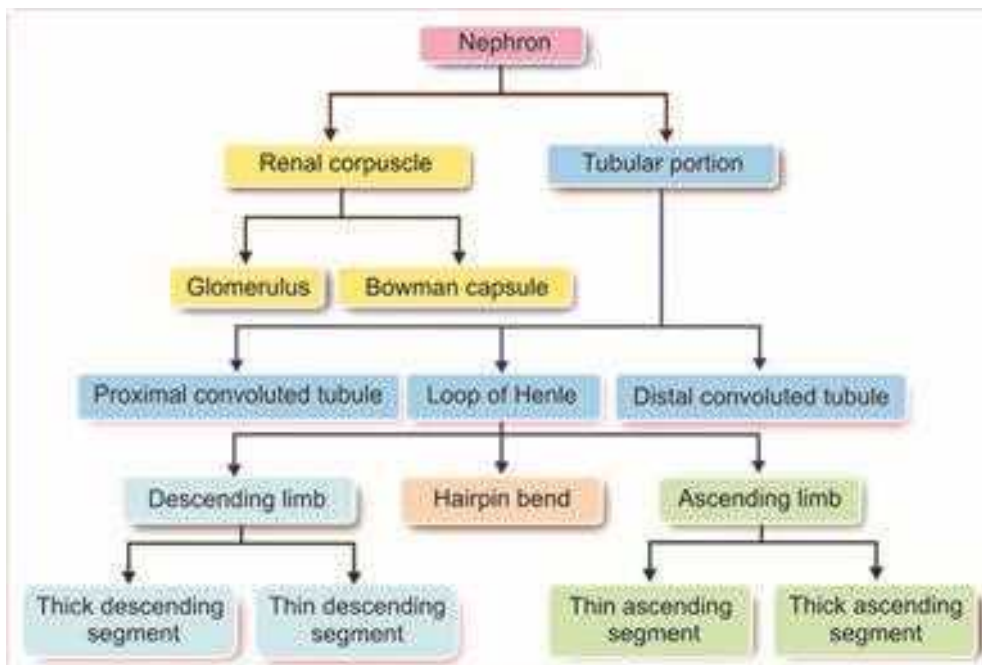 Nephron
Renal corpuscle
Tubular portion
Glomerulus
Bowman capsule
Proximal convoluted tubule
Loop of Henle
Distal convoluted tubule
Descending limb
Hairpin bend
Ascending limb
Thick descending
segment
Thin descending
segment
Thin ascending
segment
Thick ascending
segment